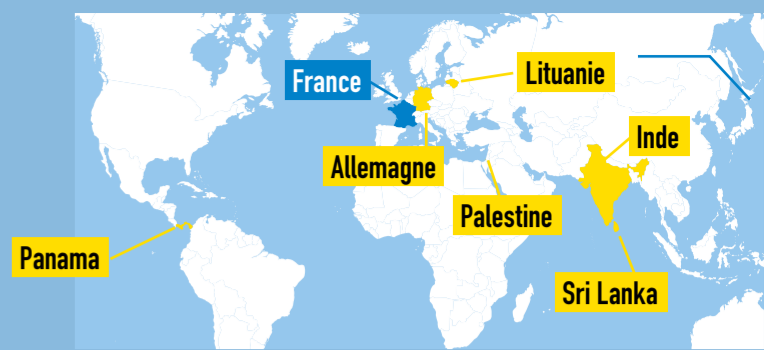 Lituanie
France
Inde
Allemagne
Palestine
Panama
Sri Lanka